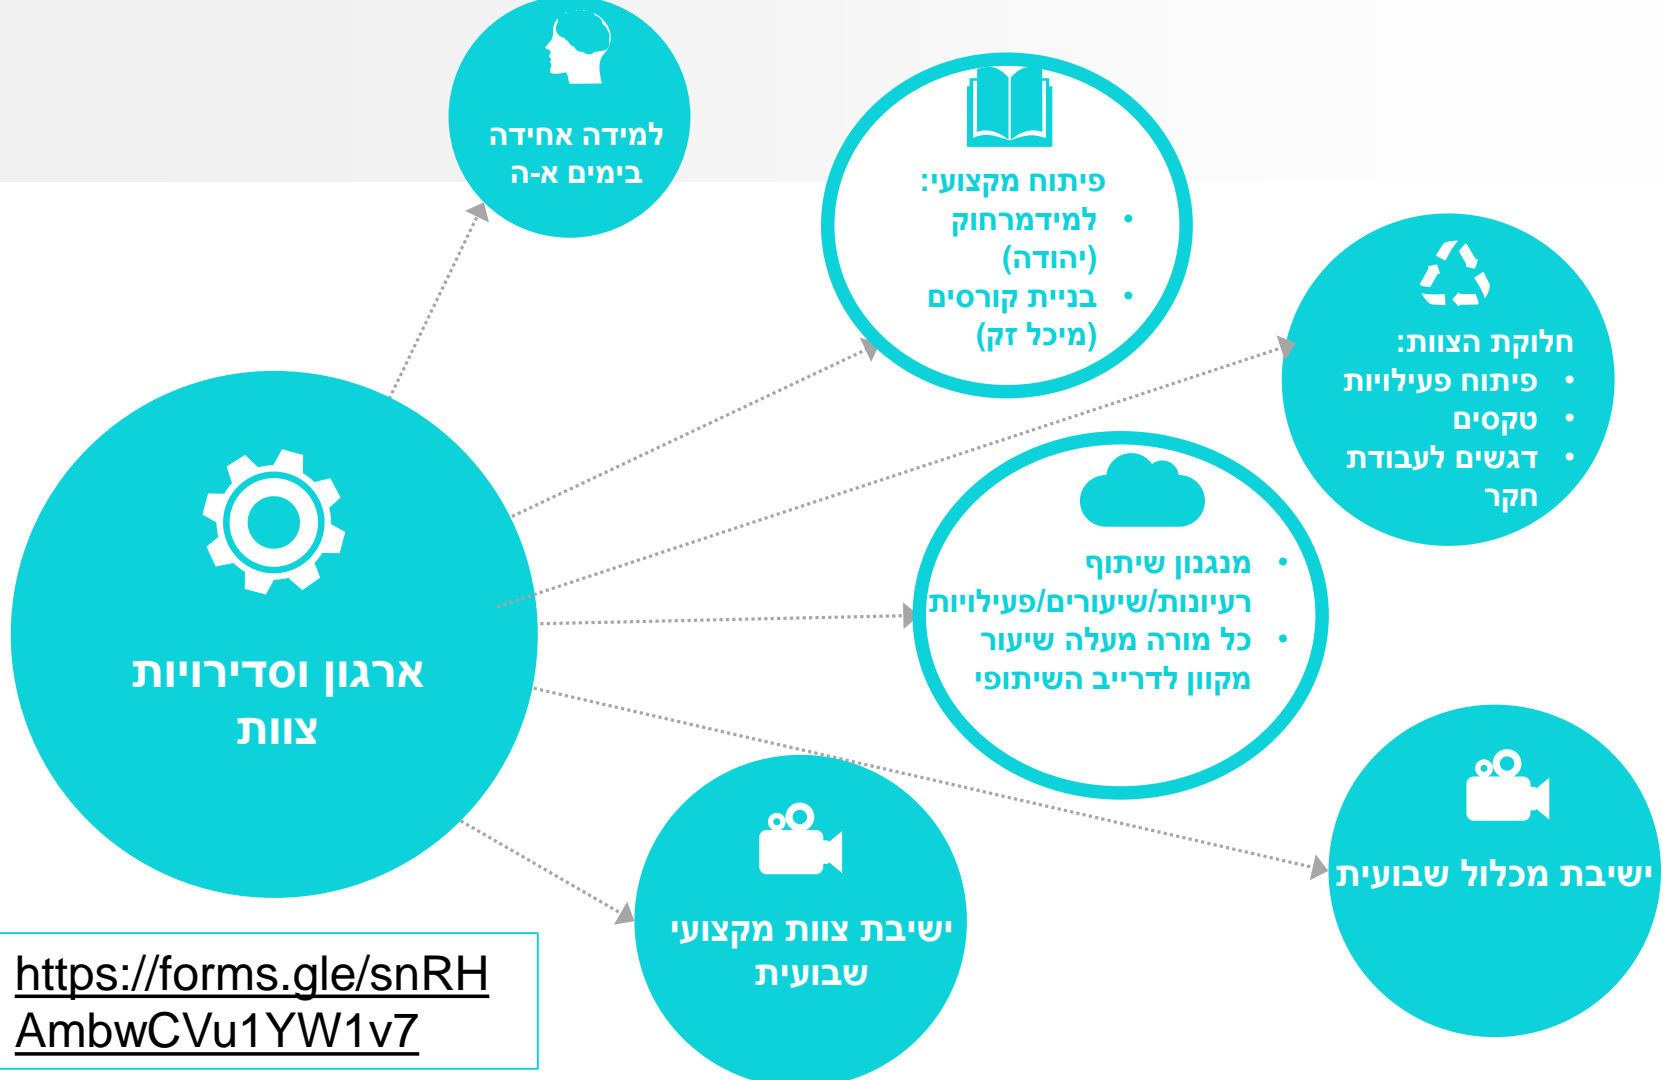 למידה אחידה
בימים א-ה
פיתוח מקצועי:
• למידמרחוק
(יהודה)
• בניית קורסים
(מיכל זק)
חלוקת הצוות:
• פיתוח פעילויות
• טקסים
• דגשים לעבודת
חקר
• מנגנון שיתוף
רעיונות/שיעורים/פעילויות
• כל מורה מעלה שיעור
מקוון לדרייב השיתופי
ארגון וסדירויות
צוות
ישיבת מכלול שבועית
ישיבת צוות מקצועי
שבועית
https://forms.gle/snRH
AmbwCVu1YW1v7